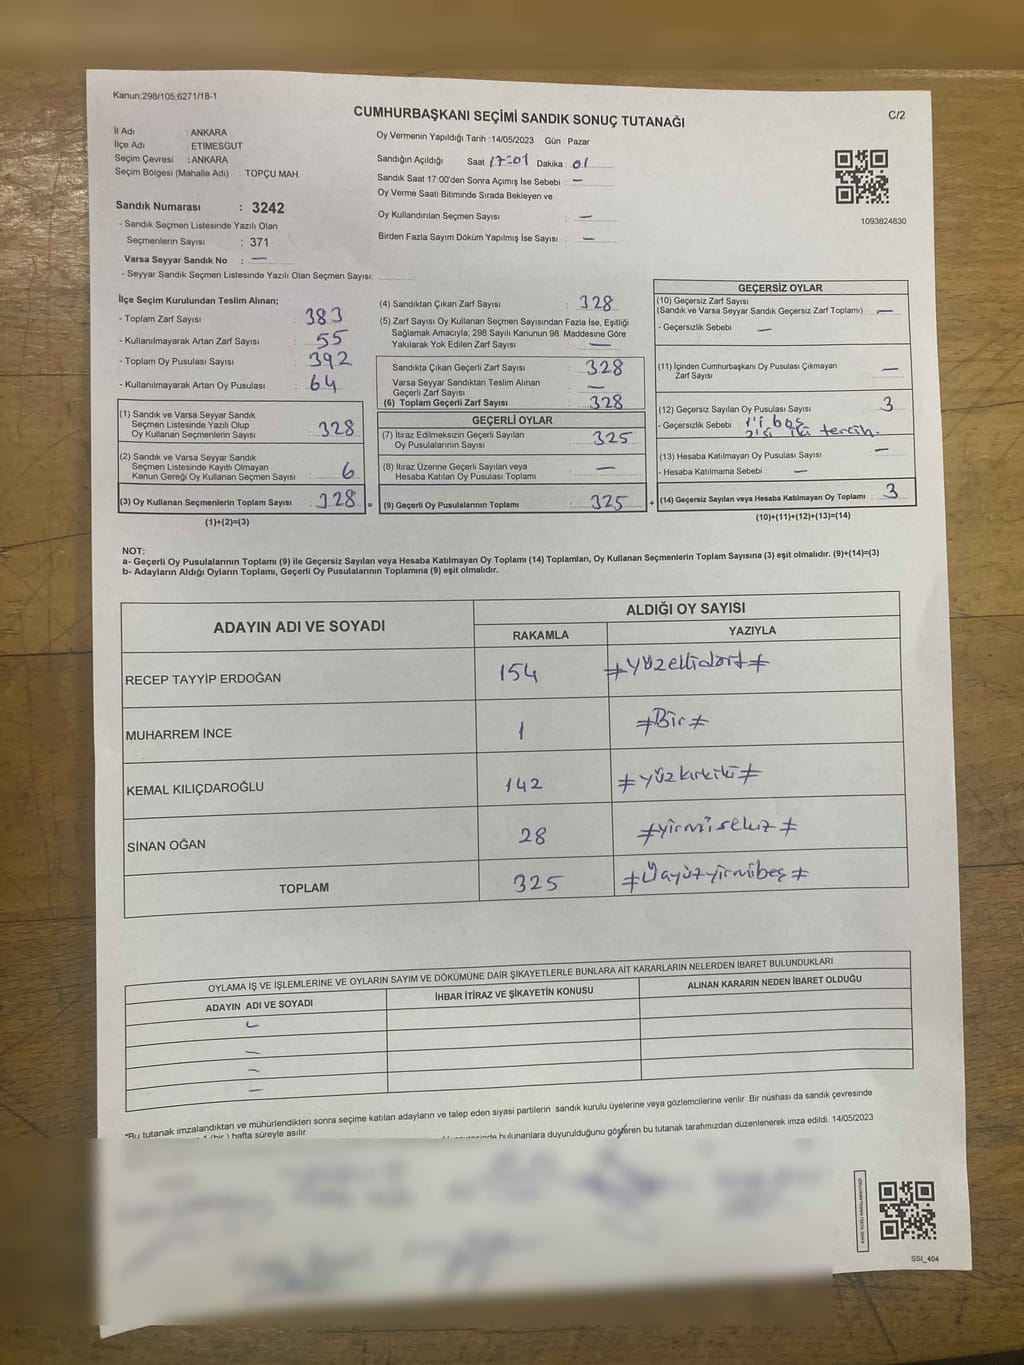 Kanun:298/105,6271/18-1
CUMHURBAŞKANI SEÇİMİ SANDIK SONUÇ TUTANAĞI
C/2
İl Adı : ANKARA
İlçe Adı : ETİMESGUT
Seçim Çevresi : ANKARA
Seçim Bölgesi (Mahalle Adı) : TOPÇU MAH.
Sandık Numarası : 3242
- Sandık Seçmen Listesinde Yazılı Olan
Seçmenlerin Sayısı : 371
Varsa Seyyar Sandık No : —
- Seyyar Sandık Seçmen Listesinde Yazılı Olan Seçmen Sayısı:
Oy Vermenin Yapıldığı Tarih :14/05/2023 Gün : Pazar
Sandığın Açıldığı Saat 17-01 Dakika : 01
Sandık Saat 17:00'den Sonra Açımış İse Sebebi : —
Oy Verme Saati Bitiminde Sırada Bekleyen ve
Oy Kullandırılan Seçmen Sayısı : —
Birden Fazla Sayım Döküm Yapılmış İse Sayısı : —
1093824830
İlçe Seçim Kurulundan Teslim Alınan;
- Toplam Zarf Sayısı : 383
- Kullanılmayarak Artan Zarf Sayısı : 55
- Toplam Oy Pusulası Sayısı : 392
- Kullanılmayarak Artan Oy Pusulası : 64
(1) Sandık ve Varsa Seyyar Sandık
Seçmen Listesinde Yazılı Olup
Oy Kullanan Seçmenlerin Sayısı : 328
(2) Sandık ve Varsa Seyyar Sandık
Seçmen Listesinde Kayıtlı Olmayan
Kanun Gereği Oy Kullanan Seçmen Sayısı : 6
(3) Oy Kullanan Seçmenlerin Toplam Sayısı : 328 =
(1)+(2)=(3)
(4) Sandıktan Çıkan Zarf Sayısı : 328
(5) Zarf Sayısı Oy Kullanan Seçmen Sayısından Fazla İse, Eşitliği
Sağlamak Amacıyla, 298 Sayılı Kanunun 98. Maddesine Göre
Yakılarak Yok Edilen Zarf Sayısı : —
Sandıkta Çıkan Geçerli Zarf Sayısı : 328
Varsa Seyyar Sandıktan Teslim Alınan
Geçerli Zarf Sayısı : —
(6) Toplam Geçerli Zarf Sayısı : 328
GEÇERLİ OYLAR
(7) İtiraz Edilmeksizin Geçerli Sayılan
Oy Pusulalarının Sayısı : 325
(8) İtiraz Üzerine Geçerli Sayılan veya
Hesaba Katılan Oy Pusulası Toplamı : —
(9) Geçerli Oy Pusulalarının Toplamı : 325 +
GEÇERSİZ OYLAR
(10) Geçersiz Zarf Sayısı
(Sandık ve Varsa Seyyar Sandık Geçersiz Zarf Toplamı) : —
- Geçersizlik Sebebi : —
(11) İçinden Cumhurbaşkanı Oy Pusulası Çıkmayan
Zarf Sayısı : —
(12) Geçersiz Sayılan Oy Pusulası Sayısı : 3
- Geçersizlik Sebebi : 1'i boş
2'si iki tercih.
(13) Hesaba Katılmayan Oy Pusulası Sayısı : —
- Hesaba Katılmama Sebebi : —
(14) Geçersiz Sayılan veya Hesaba Katılmayan Oy Toplamı : 3
(10)+(11)+(12)+(13)=(14)
NOT:
a- Geçerli Oy Pusulalarının Toplamı (9) ile Geçersiz Sayılan veya Hesaba Katılmayan Oy Toplamı (14) Toplamları, Oy Kullanan Seçmenlerin Toplam Sayısına (3) eşit olmalıdır. (9)+(14)=(3)
b- Adayların Aldığı Oyların Toplamı, Geçerli Oy Pusulalarının Toplamına (9) eşit olmalıdır.
ADAYIN ADI VE SOYADI
ALDIĞI OY SAYISI
RAKAMLA YAZIYLA
RECEP TAYYİP ERDOĞAN 154 #Yüzellidört#
MUHARREM İNCE 1 #Bir#
KEMAL KILIÇDAROĞLU 142 #yüzkırkiki#
SİNAN OĞAN 28 #yirmisekiz#
TOPLAM 325 #Üçyüzyirmibeş#
OYLAMA İŞ VE İŞLEMLERİNE VE OYLARIN SAYIM VE DÖKÜMÜNE DAİR ŞİKAYETLERLE BUNLARA AİT KARARLARIN NELERDEN İBARET BULUNDUKLARI
ADAYIN ADI VE SOYADI İHBAR İTİRAZ VE ŞİKAYETİN KONUSU ALINAN KARARIN NEDEN İBARET OLDUĞU
—
—
—
—
*Bu tutanak imzalandıktan ve mühürlendikten sonra seçime katılan adayların ve talep eden siyasi partilerin sandık kurulu üyelerine veya gözlemcilerine verilir. Bir nüshası da sandık çevresinde
1 (bir) hafta süreyle asılır.
bulunanlara duyurulduğunu gösteren bu tutanak tarafımızdan düzenlenerek imza edildi. 14/05/2023
SSI_404